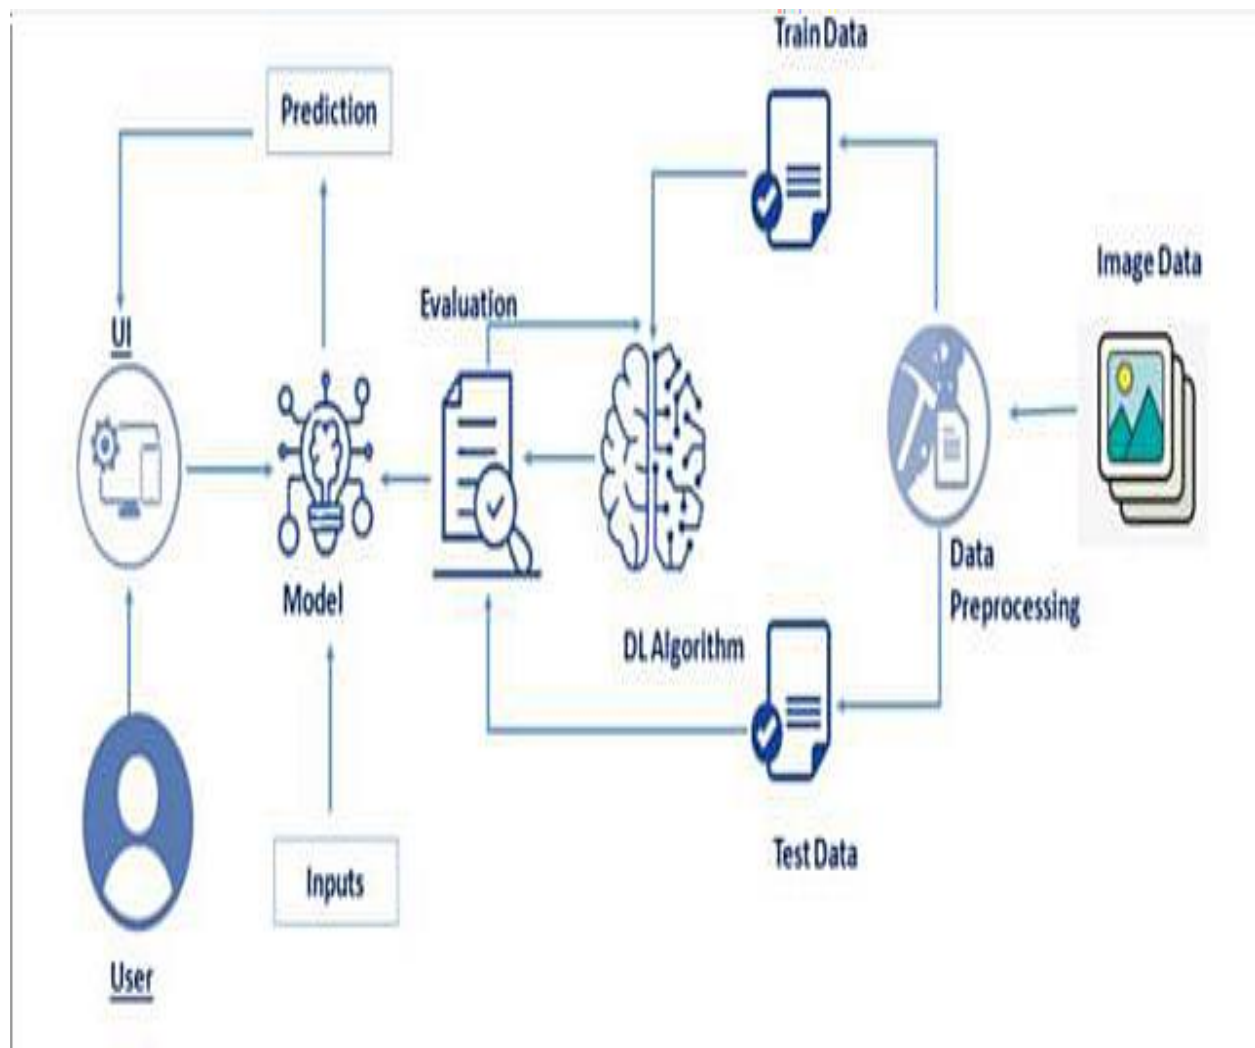 Train Data
Prediction
Image Data
Evaluation
UI
Data
Preprocessing
Model
DL Algorithm
Test Data
Inputs
User